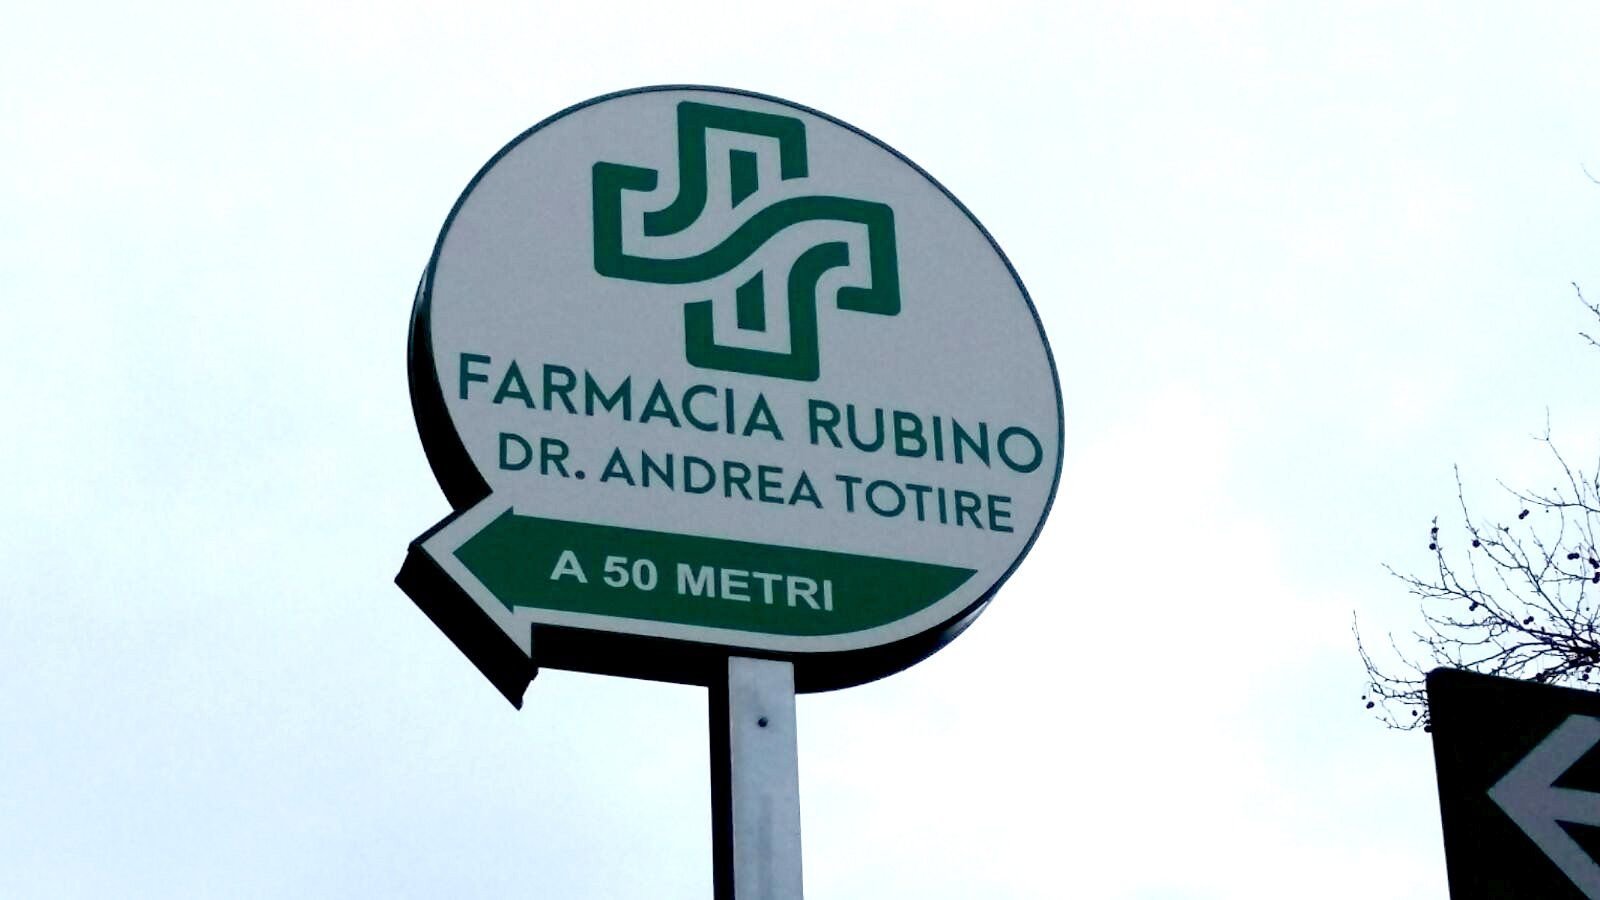 FARMACIA RUBINO
DR. ANDREA TOTIRE
A 50 METRI